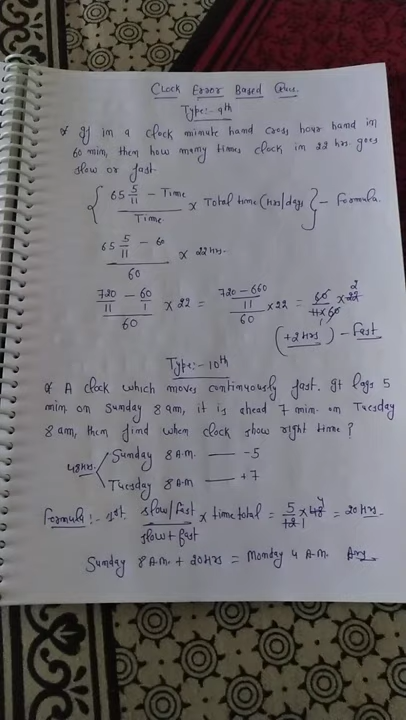 Clock Error Based Ques.
Type:- 9th
Q If in a clock minute hand cross hour hand in
60 min, then how many times clock in 22 hrs. goes
slow or fast.
{ (65 5/11 - Time) / Time × Total time (Hrs/days) } - Formula.
(65 5/11 - 60) / 60 × 22 hrs.
(720/11 - 60/1) / 60 × 22 = ((720 - 660)/11) / 60 × 22 = 60/(11×60) × 22 2
(+2 hrs) - Fast
Type:- 10th
Q A clock which moves continuously fast. It lags 5
min on Sunday 8 am, it is ahead 7 min. on Tuesday
8 am, then find when clock show right time?
48 hrs. < Sunday 8 A.M. — -5
Tuesday 8 A.M — +7
Formula:- 1st. slow/fast / slow + fast × time total = 5/12 1 × 48 4 = 20 Hrs.
Sunday 8 A.M. + 20 Hrs = Monday 4 A.M. Ans